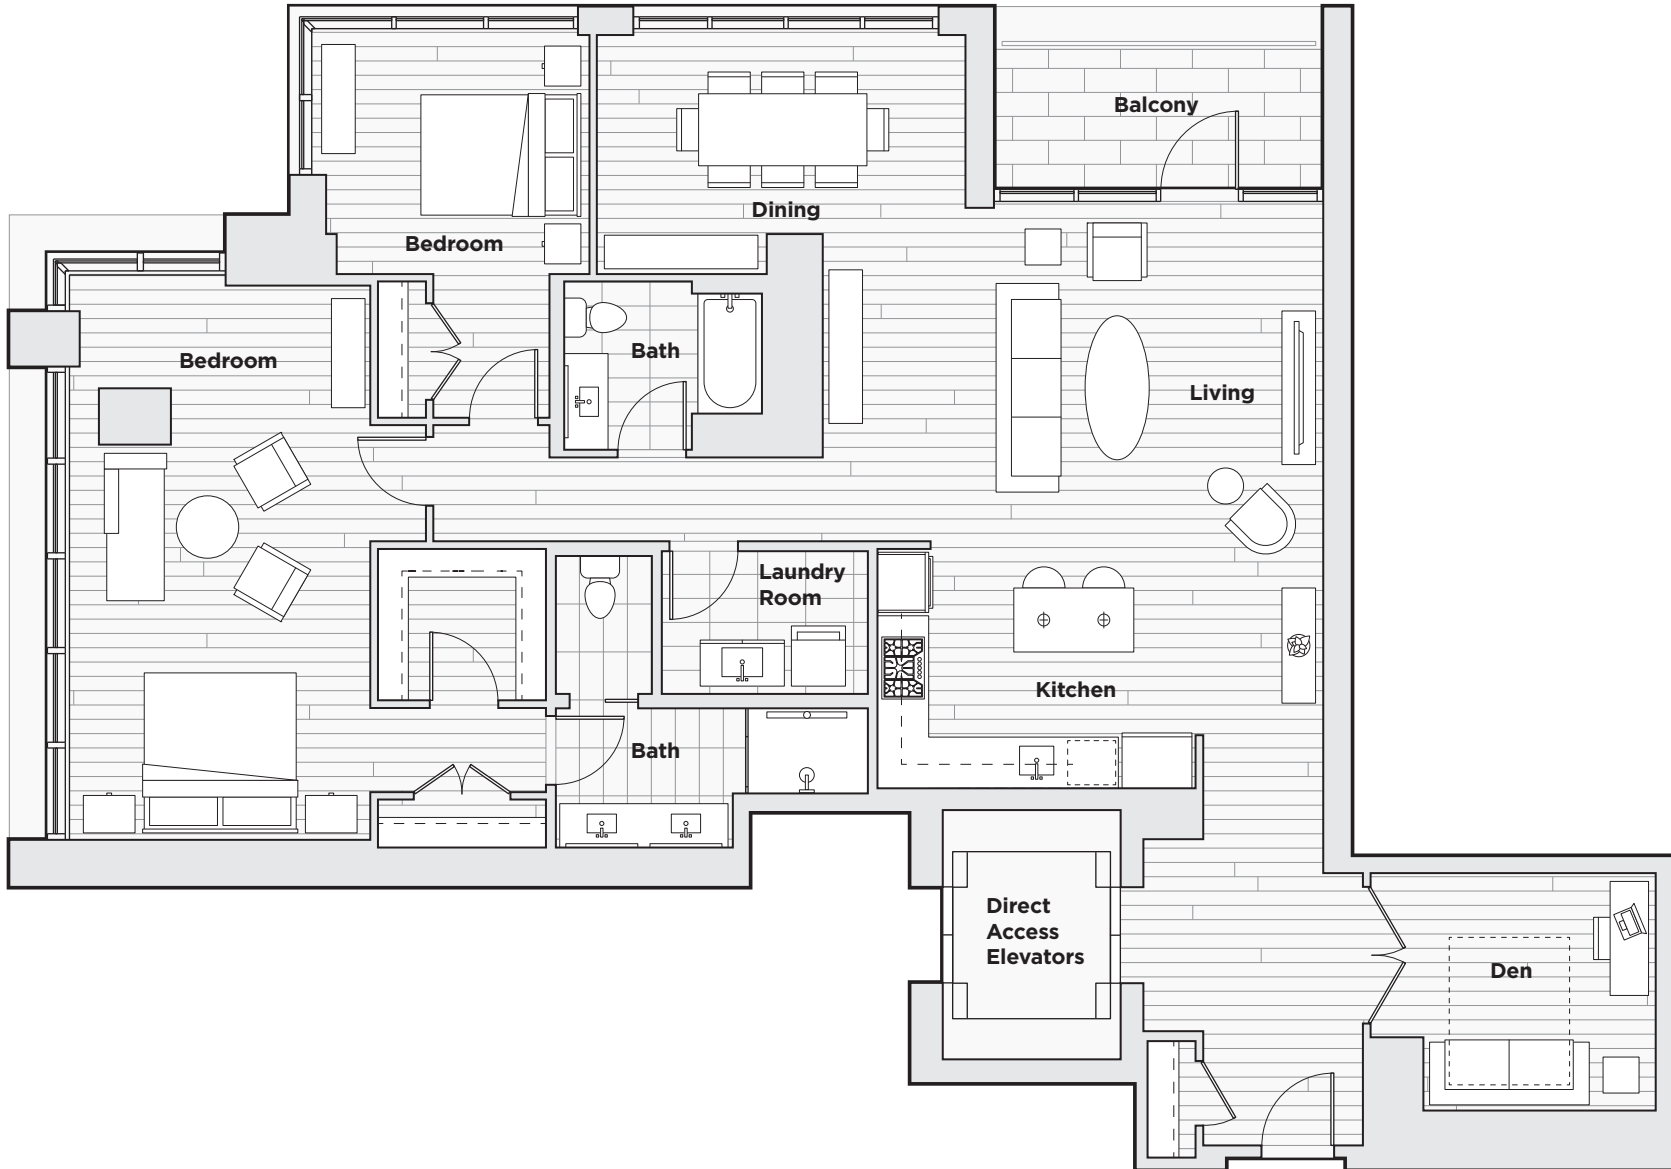 Balcony
Dining
Bedroom
Bath
Bedroom
Living
Laundry
Room
Kitchen
Bath
Direct
Access
Elevators
Den